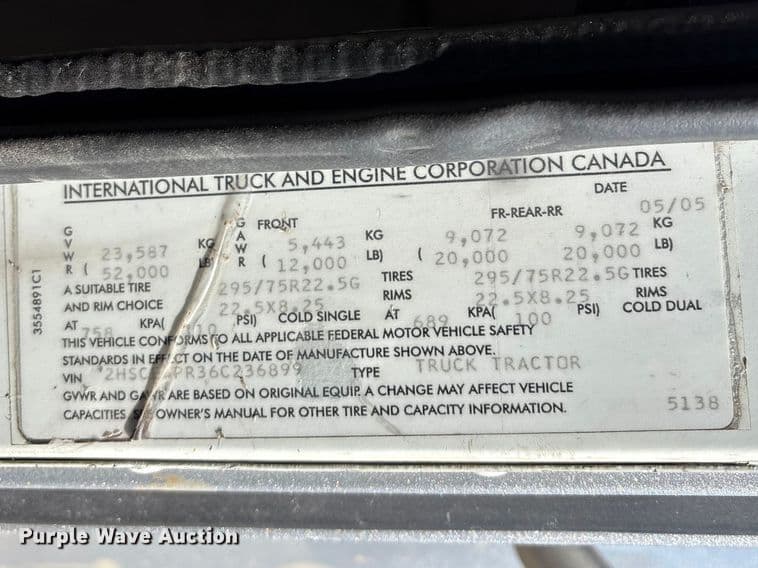 INTERNATIONAL TRUCK AND ENGINE CORPORATION CANADA
DATE 05/05
GVWR 23,587 KG GAWR FRONT 5,443 KG FR-REAR-RR 9,072 9,072 KG
( 52,000 LB) ( 12,000 LB) ( 20,000 20,000 LB)
A SUITABLE TIRE 295/75R22.5G TIRES 295/75R22.5G TIRES
AND RIM CHOICE 22.5X8.25 RIMS 22.5X8.25 RIMS
AT 758 KPA( 110 PSI) COLD SINGLE AT 689 KPA( 100 PSI) COLD DUAL
THIS VEHICLE CONFORMS TO ALL APPLICABLE FEDERAL MOTOR VEHICLE SAFETY
STANDARDS IN EFFECT ON THE DATE OF MANUFACTURE SHOWN ABOVE.
VIN TYPE TRUCK TRACTOR
GVWR AND GAWR ARE BASED ON ORIGINAL EQUIP. A CHANGE MAY AFFECT VEHICLE
CAPACITIES. OWNER'S MANUAL FOR OTHER TIRE AND CAPACITY INFORMATION.
5138
3554891C1
Purple Wave Auction